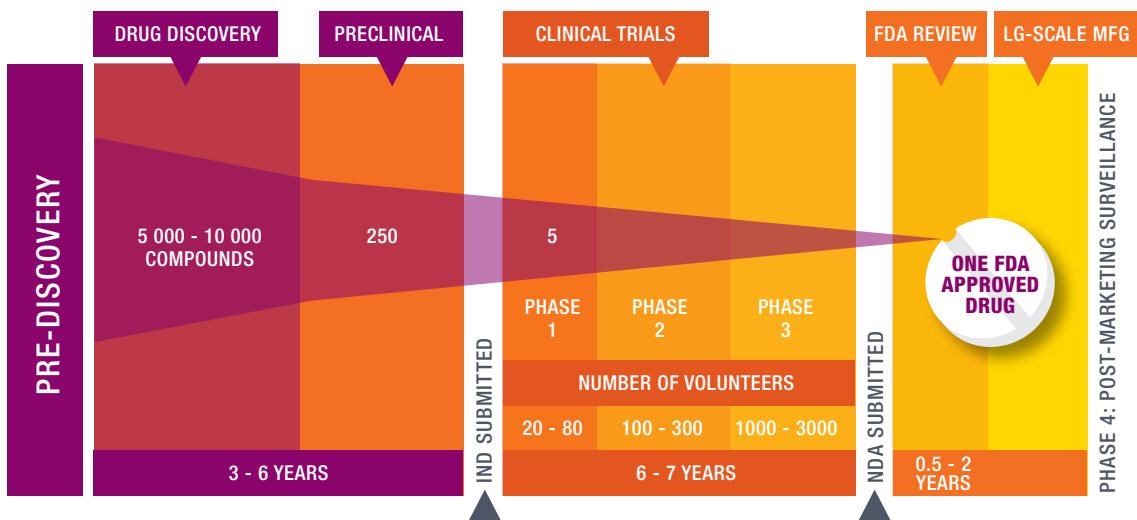 DRUG DISCOVERY
PRECLINICAL
CLINICAL TRIALS
FDA REVIEW
LG-SCALE MFG
PRE-DISCOVERY
5 000 - 10 000
COMPOUNDS
250
5
ONE FDA
APPROVED
DRUG
PHASE
1
PHASE
2
PHASE
3
NUMBER OF VOLUNTEERS
20 - 80
100 - 300
1000 - 3000
IND SUBMITTED
NDA SUBMITTED
3 - 6 YEARS
6 - 7 YEARS
0.5 - 2
YEARS
PHASE 4: POST-MARKETING SURVEILLANCE